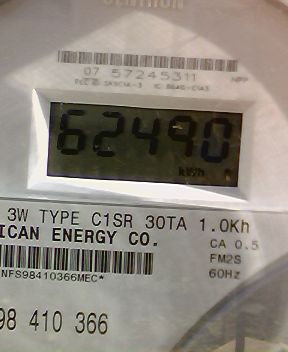 CENTRON
07 57245311
62490
kWh
3W TYPE C1SR 30TA 1.0Kh
ICAN ENERGY CO.
CA 0.5
FM2S
NFS98410366MEC*
60Hz
98 410 366